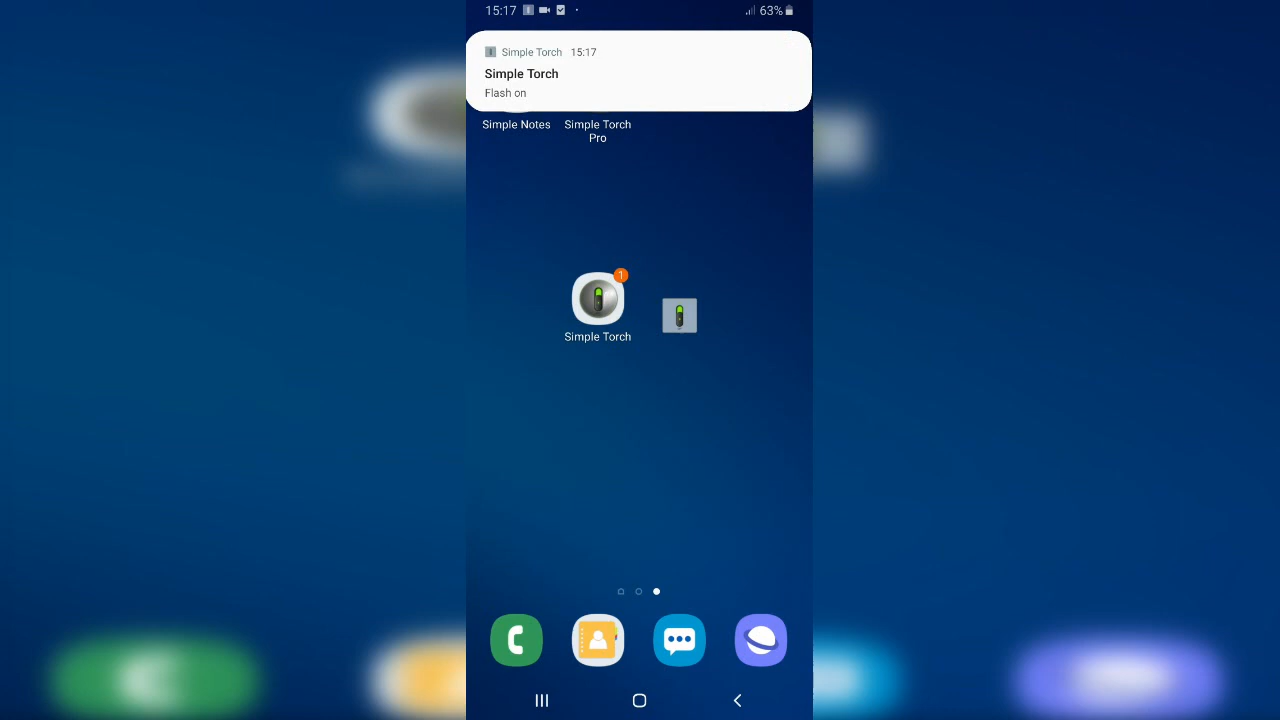 15:17
63%
Simple Torch 15:17
Simple Torch
Flash on
Simple Notes
Simple Torch
Pro
1
Simple Torch